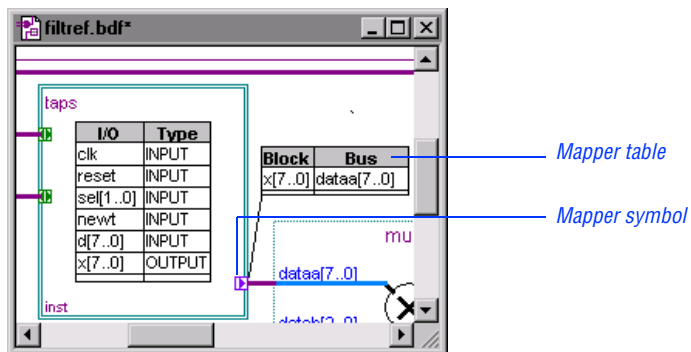 filtref.bdf*
taps
I/O Type
clk INPUT
reset INPUT
sel[1..0] INPUT
newt INPUT
d[7..0] INPUT
x[7..0] OUTPUT
inst
Block Bus
x[7..0] dataa[7..0]
Mapper table
Mapper symbol
mu
dataa[7..0]